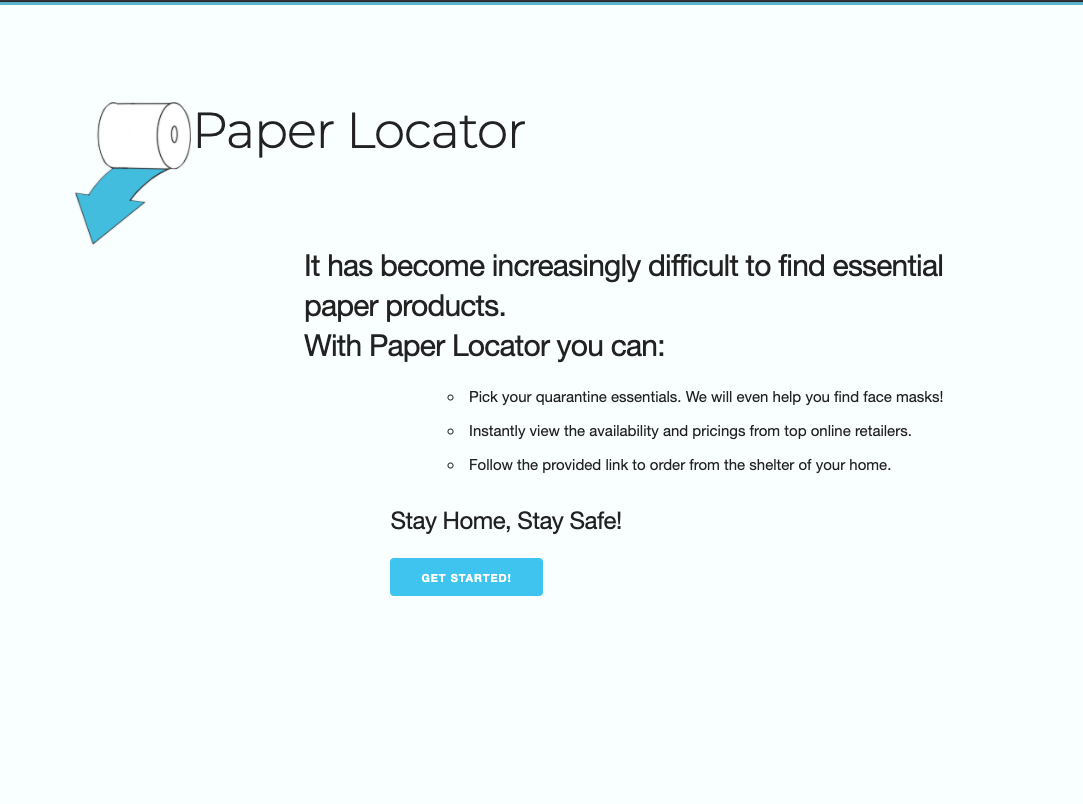 Paper Locator
It has become increasingly difficult to find essential
paper products.
With Paper Locator you can:
Pick your quarantine essentials. We will even help you find face masks!
Instantly view the availability and pricings from top online retailers.
Follow the provided link to order from the shelter of your home.
Stay Home, Stay Safe!
GET STARTED!